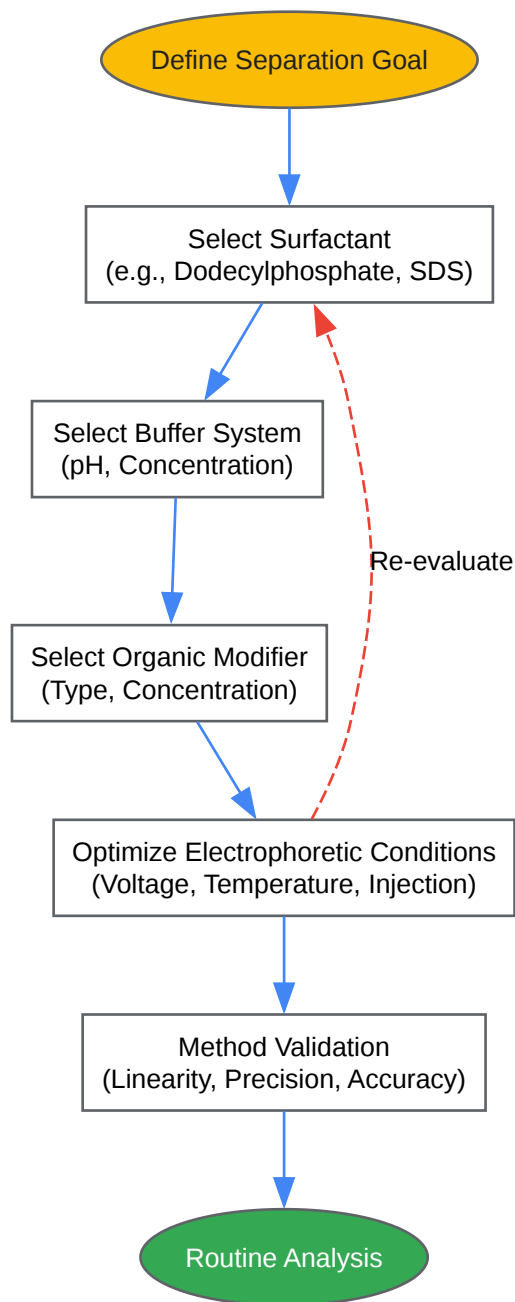 Define Separation Goal
Select Surfactant
(e.g., Dodecylphosphate, SDS)
Select Buffer System
(pH, Concentration)
Re-evaluate
Select Organic Modifier
(Type, Concentration)
Optimize Electrophoretic Conditions
(Voltage, Temperature, Injection)
Method Validation
(Linearity, Precision, Accuracy)
Routine Analysis